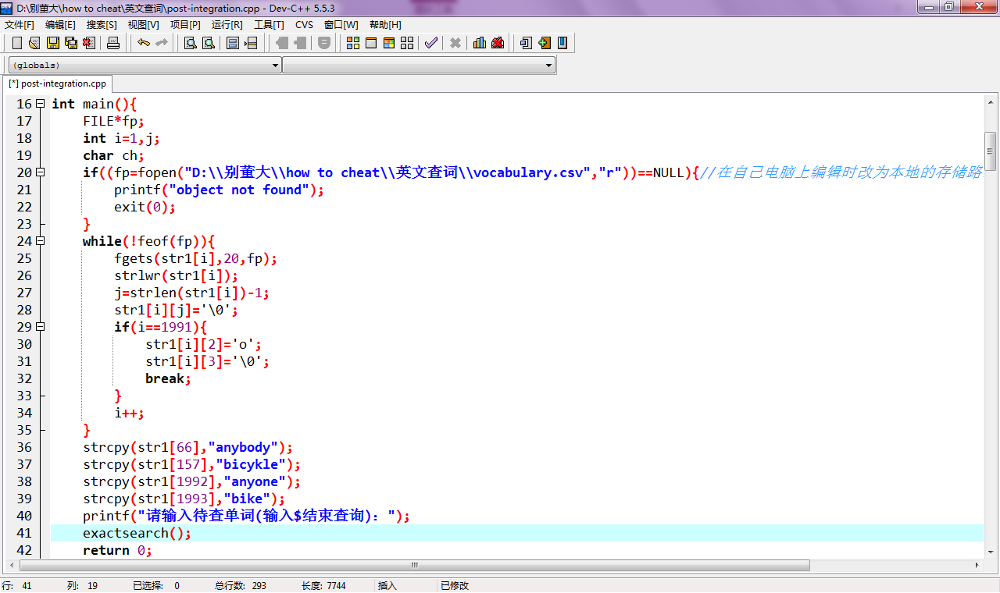 D:\别董大\how to cheat\英文查词\post-integration.cpp - Dev-C++ 5.5.3
文件[F] 编辑[E] 搜索[S] 视图[V] 项目[P] 运行[R] 工具[T] CVS 窗口[W] 帮助[H]
(globals)
[*] post-integration.cpp
16 int main(){
17 FILE*fp;
18 int i=1,j;
19 char ch;
20 if((fp=fopen("D:\\别董大\\how to cheat\\英文查词\\vocabulary.csv","r"))==NULL){//在自己电脑上编辑时改为本地的存储路
21 printf("object not found");
22 exit(0);
23 }
24 while(!feof(fp)){
25 fgets(str1[i],20,fp);
26 strlwr(str1[i]);
27 j=strlen(str1[i])-1;
28 str1[i][j]='\0';
29 if(i==1991){
30 str1[i][2]='o';
31 str1[i][3]='\0';
32 break;
33 }
34 i++;
35 }
36 strcpy(str1[66],"anybody");
37 strcpy(str1[157],"bicykle");
38 strcpy(str1[1992],"anyone");
39 strcpy(str1[1993],"bike");
40 printf("请输入待查单词(输入$结束查询)：");
41 exactsearch();
42 return 0;
行: 41 列: 19 已选择: 0 总行数: 293 长度: 7744 插入 已修改